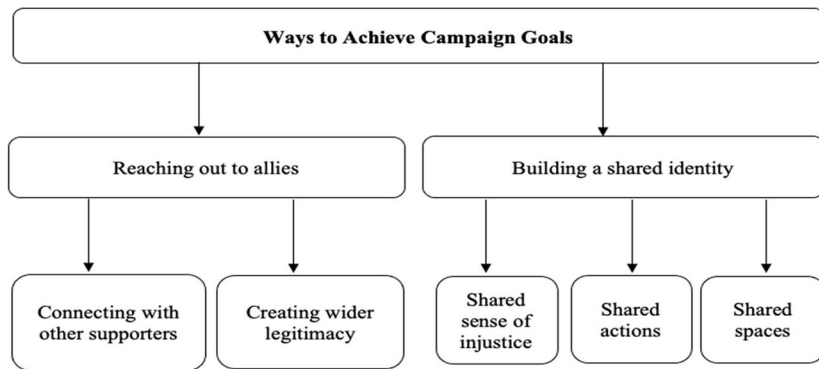 Ways to Achieve Campaign Goals
Reaching out to allies
Building a shared identity
Connecting with
other supporters
Creating wider
legitimacy
Shared
sense of
injustice
Shared
actions
Shared
spaces